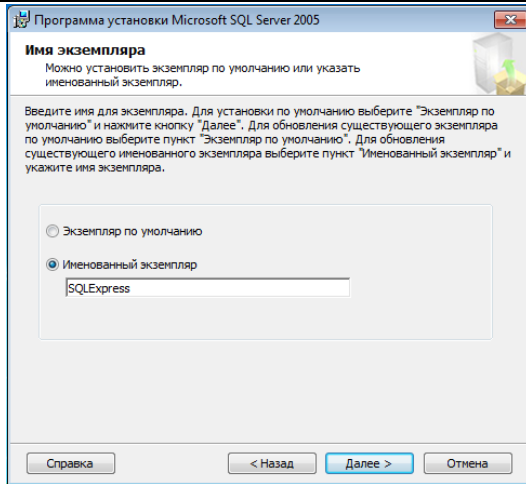 Программа установки Microsoft SQL Server 2005
Имя экземпляра
Можно установить экземпляр по умолчанию или указать
именованный экземпляр.
Введите имя для экземпляра. Для установки по умолчанию выберите "Экземпляр по
умолчанию" и нажмите кнопку "Далее". Для обновления существующего экземпляра
по умолчанию выберите пункт "Экземпляр по умолчанию". Для обновления
существующего именованного экземпляра выберите пункт "Именованный экземпляр" и
укажите имя экземпляра.
Экземпляр по умолчанию
Именованный экземпляр
SQLExpress
Справка
< Назад
Далее >
Отмена